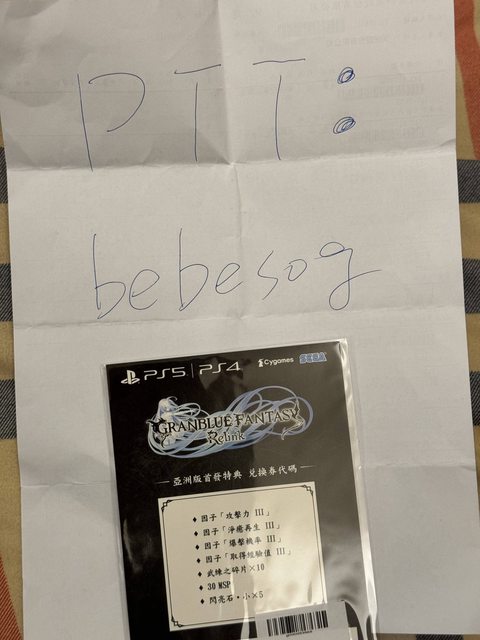 PTT:
bebesog
PS5 | PS4 Cygames SEGA
GRANBLUE FANTASY
Relink
亞洲版首發特典 兌換券代碼
♦ 因子「攻擊力 III」
♦ 因子「淨癒再生 III」
♦ 因子「爆擊機率 III」
♦ 因子「取得經驗值 III」
♦ 武練之碎片×10
♦ 30 MSP
♦ 閃亮石・小×5